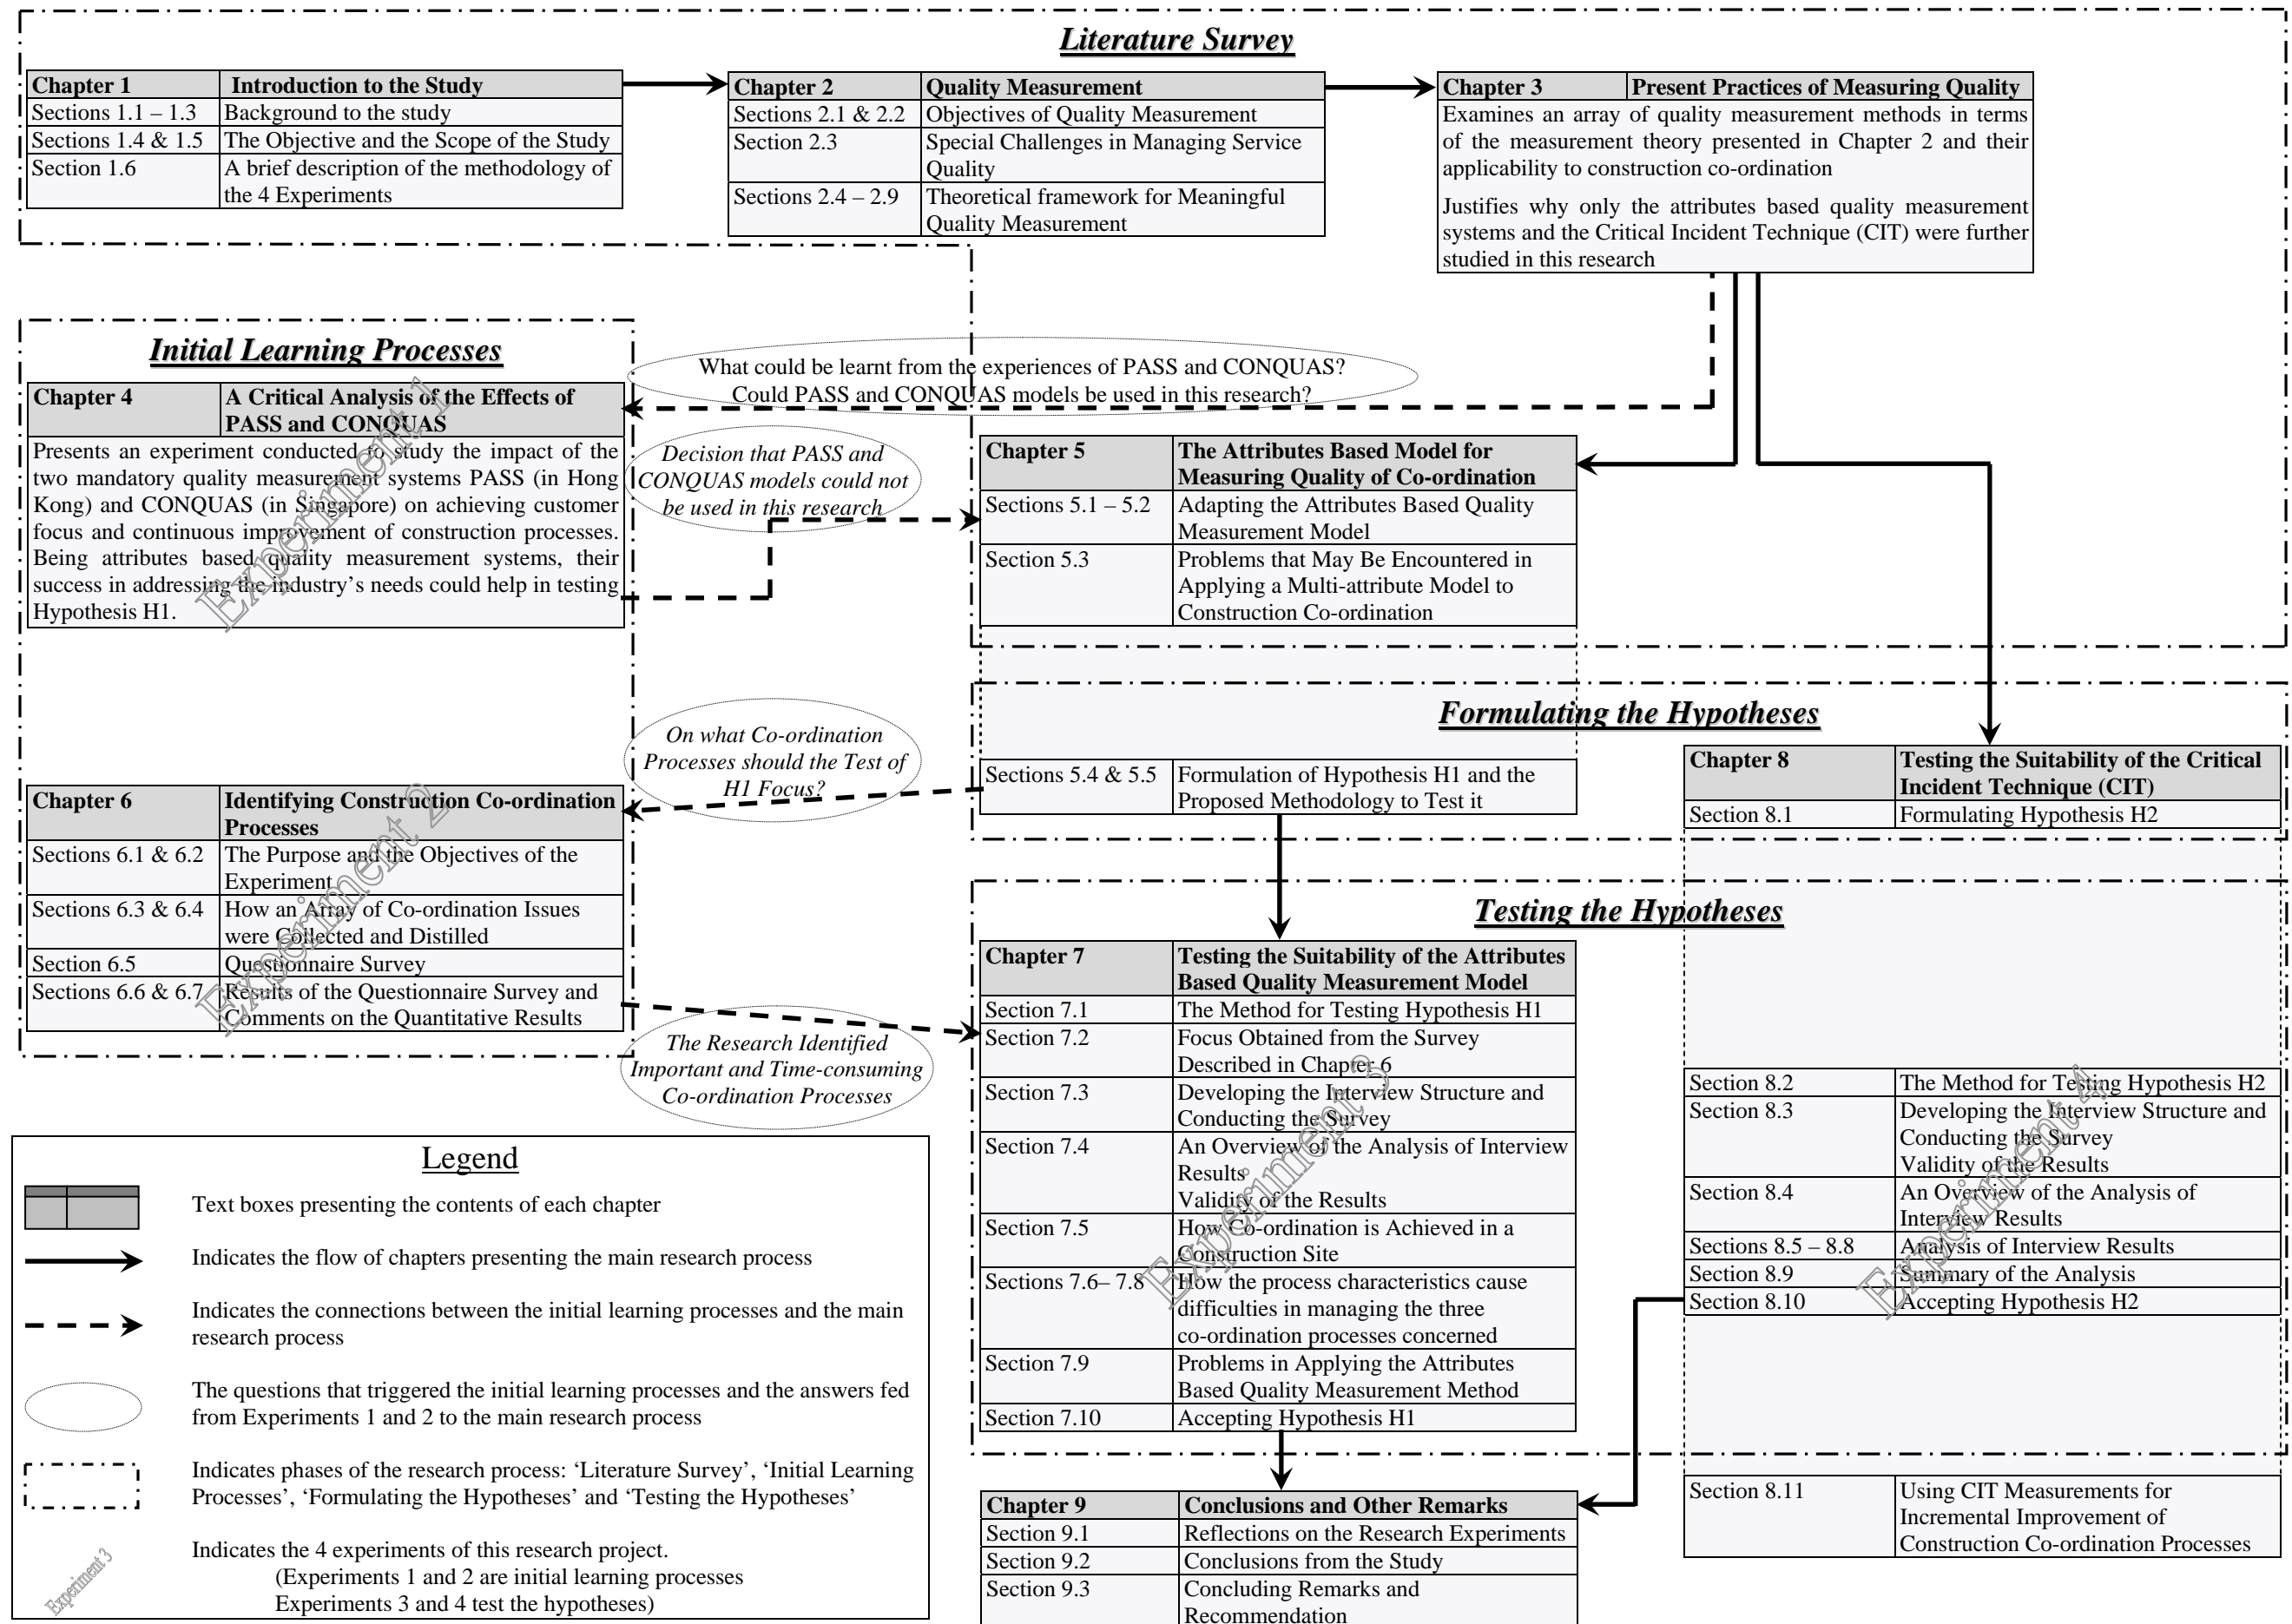 Literature Survey
Chapter 1 Introduction to the Study
Sections 1.1 – 1.3 Background to the study
Sections 1.4 & 1.5 The Objective and the Scope of the Study
Section 1.6 A brief description of the methodology of
the 4 Experiments
Chapter 2 Quality Measurement
Sections 2.1 & 2.2 Objectives of Quality Measurement
Section 2.3 Special Challenges in Managing Service
Quality
Sections 2.4 – 2.9 Theoretical framework for Meaningful
Quality Measurement
Chapter 3 Present Practices of Measuring Quality
Examines an array of quality measurement methods in terms
of the measurement theory presented in Chapter 2 and their
applicability to construction co-ordination
Justifies why only the attributes based quality measurement
systems and the Critical Incident Technique (CIT) were further
studied in this research
Initial Learning Processes
What could be learnt from the experiences of PASS and CONQUAS?
Could PASS and CONQUAS models be used in this research?
Chapter 4 A Critical Analysis of the Effects of
PASS and CONQUAS
Presents an experiment conducted to study the impact of the
two mandatory quality measurement systems PASS (in Hong
Kong) and CONQUAS (in Singapore) on achieving customer
focus and continuous improvement of construction processes.
Being attributes based quality measurement systems, their
success in addressing the industry's needs could help in testing
Hypothesis H1.
Experiment 1
Decision that PASS and
CONQUAS models could not
be used in this research
Chapter 5 The Attributes Based Model for
Measuring Quality of Co-ordination
Sections 5.1 – 5.2 Adapting the Attributes Based Quality
Measurement Model
Section 5.3 Problems that May Be Encountered in
Applying a Multi-attribute Model to
Construction Co-ordination
Formulating the Hypotheses
Sections 5.4 & 5.5 Formulation of Hypothesis H1 and the
Proposed Methodology to Test it
On what Co-ordination
Processes should the Test of
H1 Focus?
Chapter 6 Identifying Construction Co-ordination
Processes
Sections 6.1 & 6.2 The Purpose and the Objectives of the
Experiment
Sections 6.3 & 6.4 How an Array of Co-ordination Issues
were Collected and Distilled
Section 6.5 Questionnaire Survey
Sections 6.6 & 6.7 Results of the Questionnaire Survey and
Comments on the Quantitative Results
Experiment 2
The Research Identified
Important and Time-consuming
Co-ordination Processes
Testing the Hypotheses
Chapter 7 Testing the Suitability of the Attributes
Based Quality Measurement Model
Section 7.1 The Method for Testing Hypothesis H1
Section 7.2 Focus Obtained from the Survey
Described in Chapter 6
Section 7.3 Developing the Interview Structure and
Conducting the Survey
Section 7.4 An Overview of the Analysis of Interview
Results
Validity of the Results
Section 7.5 How Co-ordination is Achieved in a
Construction Site
Sections 7.6– 7.8 How the process characteristics cause
difficulties in managing the three
co-ordination processes concerned
Section 7.9 Problems in Applying the Attributes
Based Quality Measurement Method
Section 7.10 Accepting Hypothesis H1
Experiment 3
Chapter 8 Testing the Suitability of the Critical
Incident Technique (CIT)
Section 8.1 Formulating Hypothesis H2
Section 8.2 The Method for Testing Hypothesis H2
Section 8.3 Developing the Interview Structure and
Conducting the Survey
Validity of the Results
Section 8.4 An Overview of the Analysis of
Interview Results
Sections 8.5 – 8.8 Analysis of Interview Results
Section 8.9 Summary of the Analysis
Section 8.10 Accepting Hypothesis H2
Experiment 4
Section 8.11 Using CIT Measurements for
Incremental Improvement of
Construction Co-ordination Processes
Chapter 9 Conclusions and Other Remarks
Section 9.1 Reflections on the Research Experiments
Section 9.2 Conclusions from the Study
Section 9.3 Concluding Remarks and
Recommendation
Legend
Text boxes presenting the contents of each chapter
Indicates the flow of chapters presenting the main research process
Indicates the connections between the initial learning processes and the main
research process
The questions that triggered the initial learning processes and the answers fed
from Experiments 1 and 2 to the main research process
Indicates phases of the research process: 'Literature Survey', 'Initial Learning
Processes', 'Formulating the Hypotheses' and 'Testing the Hypotheses'
Experiment 3
Indicates the 4 experiments of this research project.
(Experiments 1 and 2 are initial learning processes
Experiments 3 and 4 test the hypotheses)